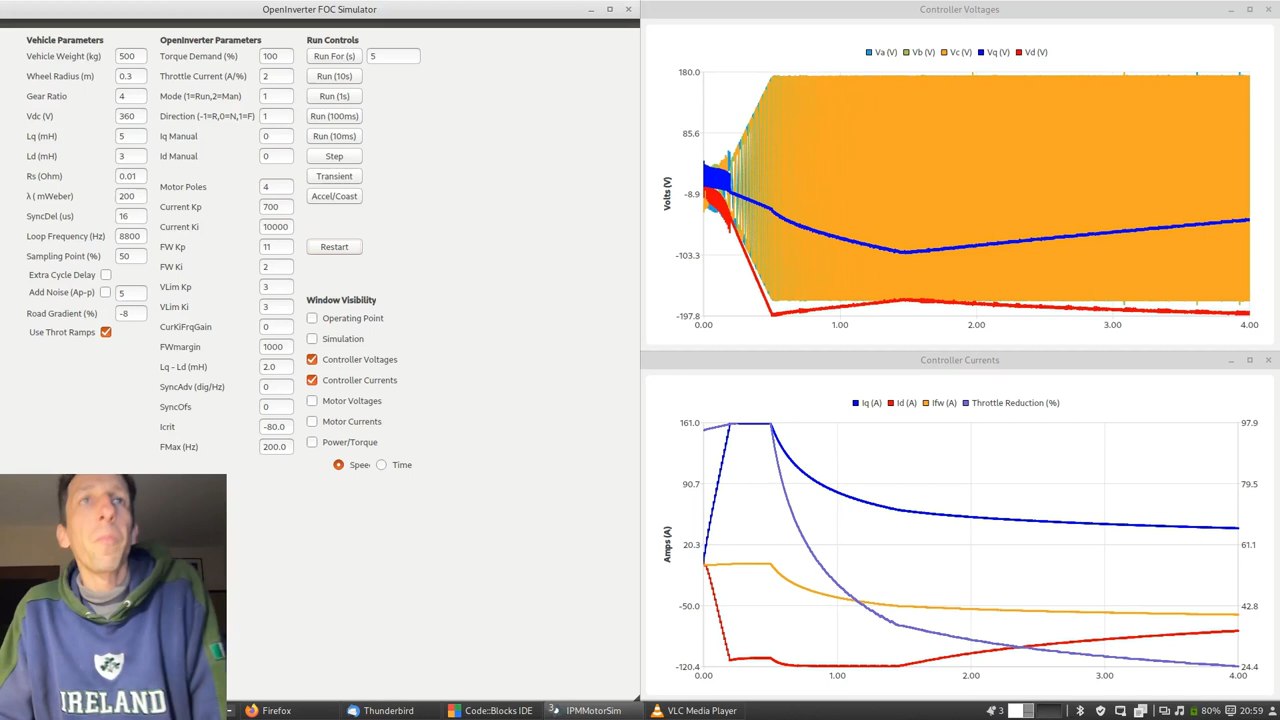 OpenInverter FOC Simulator
Vehicle Parameters
Vehicle Weight (kg) 500
Wheel Radius (m) 0.3
Gear Ratio 4
Vdc (V) 360
Lq (mH) 5
Ld (mH) 3
Rs (Ohm) 0.01
λ ( mWeber) 200
SyncDel (us) 16
Loop Frequency (Hz) 8800
Sampling Point (%) 50
Extra Cycle Delay
Add Noise (Ap-p) 5
Road Gradient (%) -8
Use Throt Ramps
OpenInverter Parameters
Torque Demand (%) 100
Throttle Current (A/%) 2
Mode (1=Run,2=Man) 1
Direction (-1=R,0=N,1=F) 1
Iq Manual 0
Id Manual 0
Motor Poles 4
Current Kp 700
Current Ki 10000
FW Kp 11
FW Ki 2
VLim Kp 3
VLim Ki 3
CurKiFrqGain 0
FWmargin 1000
Lq - Ld (mH) 2.0
SyncAdv (dig/Hz) 0
SyncOfs 0
Icrit -80.0
FMax (Hz) 200.0
Run Controls
Run For (s) 5
Run (10s)
Run (1s)
Run (100ms)
Run (10ms)
Step
Transient
Accel/Coast
Restart
Window Visibility
Operating Point
Simulation
Controller Voltages
Controller Currents
Motor Voltages
Motor Currents
Power/Torque
Spee Time
Controller Voltages
Va (V) Vb (V) Vc (V) Vq (V) Vd (V)
180.0
85.6
-8.9
-103.3
-197.8
Volts (V)
0.00 1.00 2.00 3.00 4.00
Controller Currents
Iq (A) Id (A) Ifw (A) Throttle Reduction (%)
161.0 97.9
90.7 79.5
20.3 61.1
-50.0 42.8
-120.4 24.4
Amps (A)
0.00 1.00 2.00 3.00 4.00
IRELAND
Firefox Thunderbird Code::Blocks IDE IPMMotorSim VLC Media Player 3 80% 20:59